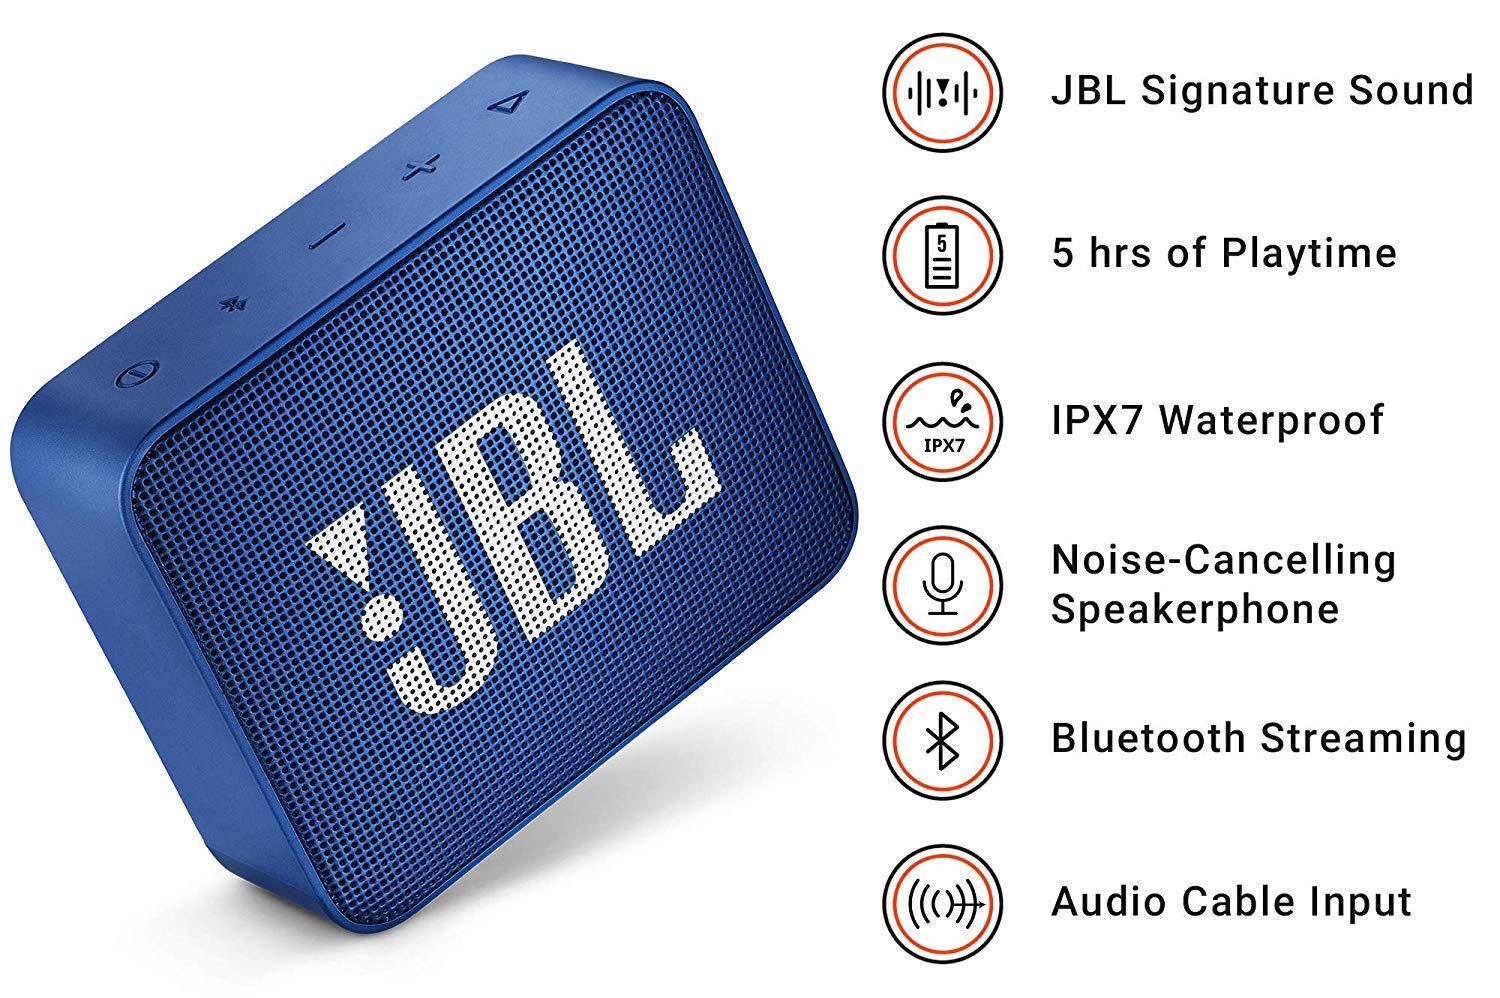 JBL
JBL Signature Sound
5
5 hrs of Playtime
IPX7
IPX7 Waterproof
Noise-Cancelling
Speakerphone
Bluetooth Streaming
Audio Cable Input